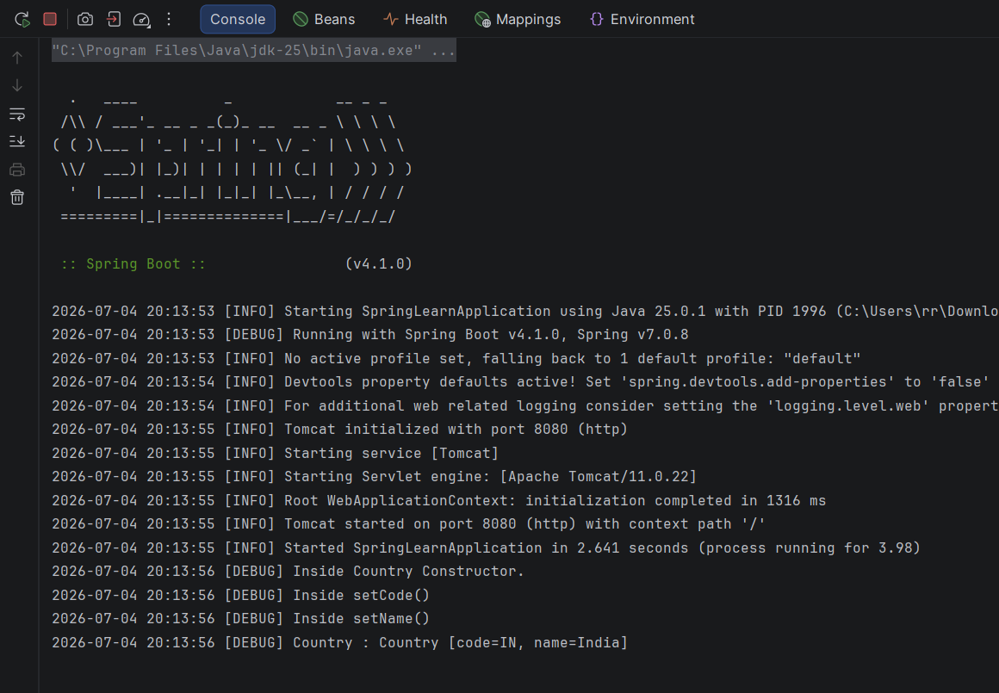 Console Beans Health Mappings {} Environment
"C:\Program Files\Java\jdk-25\bin\java.exe" ...
  .   ____          _            __ _ _
 /\\ / ___'_ __ _ _(_)_ __  __ _ \ \ \ \
( ( )\___ | '_ | '_| | '_ \/ _` | \ \ \ \
 \\/  ___)| |_)| | | | | || (_| |  ) ) ) )
  '  |____| .__|_| |_|_| |_\__, | / / / /
 =========|_|==============|___/=/_/_/_/
 :: Spring Boot ::                (v4.1.0)
2026-07-04 20:13:53 [INFO] Starting SpringLearnApplication using Java 25.0.1 with PID 1996 (C:\Users\rr\Downlo
2026-07-04 20:13:53 [DEBUG] Running with Spring Boot v4.1.0, Spring v7.0.8
2026-07-04 20:13:53 [INFO] No active profile set, falling back to 1 default profile: "default"
2026-07-04 20:13:54 [INFO] Devtools property defaults active! Set 'spring.devtools.add-properties' to 'false'
2026-07-04 20:13:54 [INFO] For additional web related logging consider setting the 'logging.level.web' propert
2026-07-04 20:13:55 [INFO] Tomcat initialized with port 8080 (http)
2026-07-04 20:13:55 [INFO] Starting service [Tomcat]
2026-07-04 20:13:55 [INFO] Starting Servlet engine: [Apache Tomcat/11.0.22]
2026-07-04 20:13:55 [INFO] Root WebApplicationContext: initialization completed in 1316 ms
2026-07-04 20:13:55 [INFO] Tomcat started on port 8080 (http) with context path '/'
2026-07-04 20:13:55 [INFO] Started SpringLearnApplication in 2.641 seconds (process running for 3.98)
2026-07-04 20:13:56 [DEBUG] Inside Country Constructor.
2026-07-04 20:13:56 [DEBUG] Inside setCode()
2026-07-04 20:13:56 [DEBUG] Inside setName()
2026-07-04 20:13:56 [DEBUG] Country : Country [code=IN, name=India]